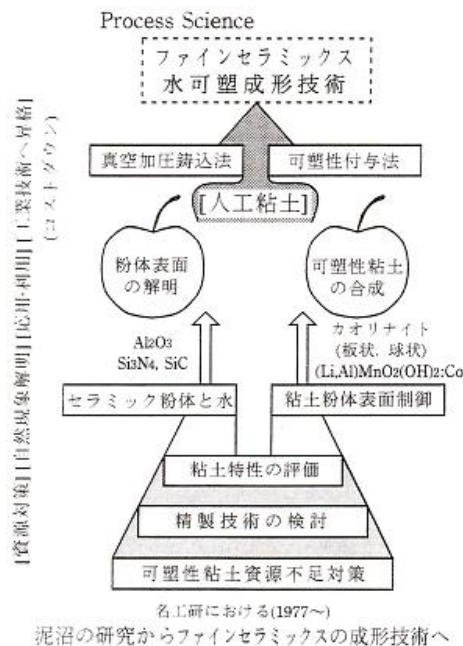 Process Science
ファインセラミックス
水可塑成形技術
真空加圧鋳込法
可塑性付与法
[人工粘土]
粉体表面
の解明
可塑性粘土
の合成
Al2O3
Si3N4, SiC
カオリナイト
(板状, 球状)
(Li,Al)MnO2(OH)2:Co
セラミック粉体と水
粘土粉体表面制御
粘土特性の評価
精製技術の検討
可塑性粘土資源不足対策
[資源対策][自然現象解明][応用·利用][工業技術へ昇格]
(コストダウン)
名工研における(1977~)
泥沼の研究からファインセラミックスの成形技術へ